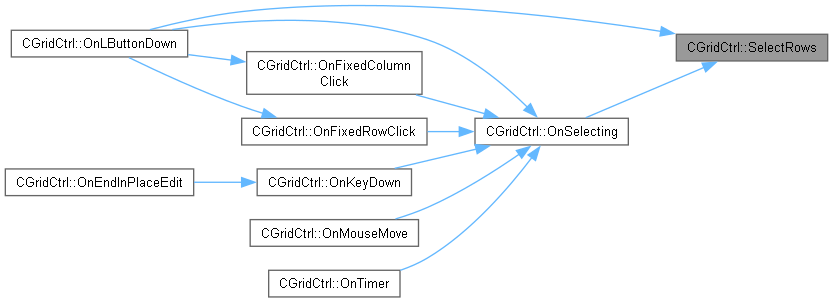 CGridCtrl::OnLButtonDown
CGridCtrl::SelectRows
CGridCtrl::OnFixedColumn
Click
CGridCtrl::OnFixedRowClick
CGridCtrl::OnSelecting
CGridCtrl::OnEndInPlaceEdit
CGridCtrl::OnKeyDown
CGridCtrl::OnMouseMove
CGridCtrl::OnTimer